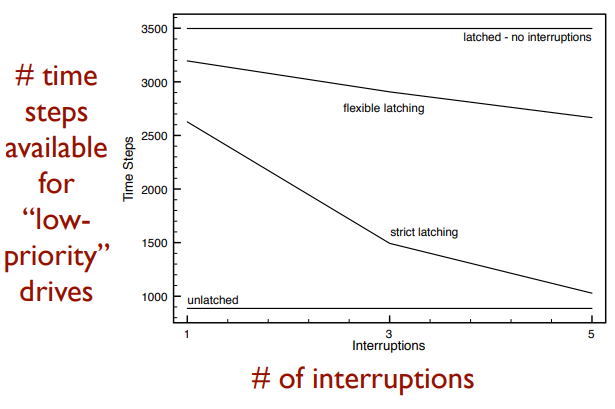 # time
steps
available
for
“low-
priority”
drives
Time Steps
3500
3000
2500
2000
1500
1000
latched - no interruptions
flexible latching
strict latching
unlatched
1
3
5
Interruptions
# of interruptions